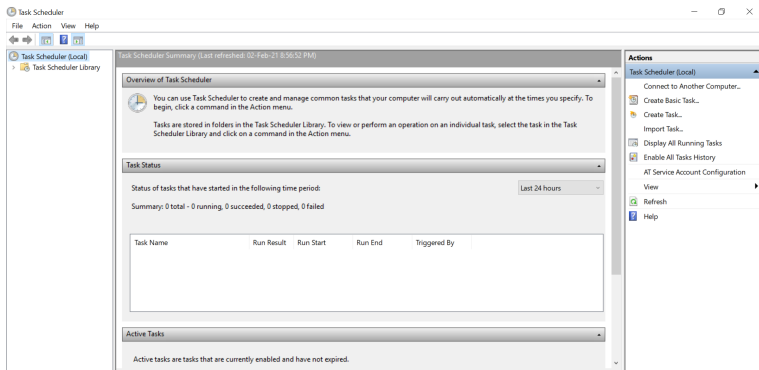 Task Scheduler
File Action View Help
Task Scheduler (Local)
Task Scheduler Library
Task Scheduler Summary (Last refreshed: 02-Feb-21 8:56:52 PM)
Overview of Task Scheduler
You can use Task Scheduler to create and manage common tasks that your computer will carry out automatically at the times you specify. To
begin, click a command in the Action menu.
Tasks are stored in folders in the Task Scheduler Library. To view or perform an operation on an individual task, select the task in the Task
Scheduler Library and click on a command in the Action menu.
Task Status
Status of tasks that have started in the following time period:
Last 24 hours
Summary: 0 total - 0 running, 0 succeeded, 0 stopped, 0 failed
Task Name Run Result Run Start Run End Triggered By
Active Tasks
Active tasks are tasks that are currently enabled and have not expired.
Actions
Task Scheduler (Local)
Connect to Another Computer...
Create Basic Task...
Create Task...
Import Task...
Display All Running Tasks
Enable All Tasks History
AT Service Account Configuration
View
Refresh
Help